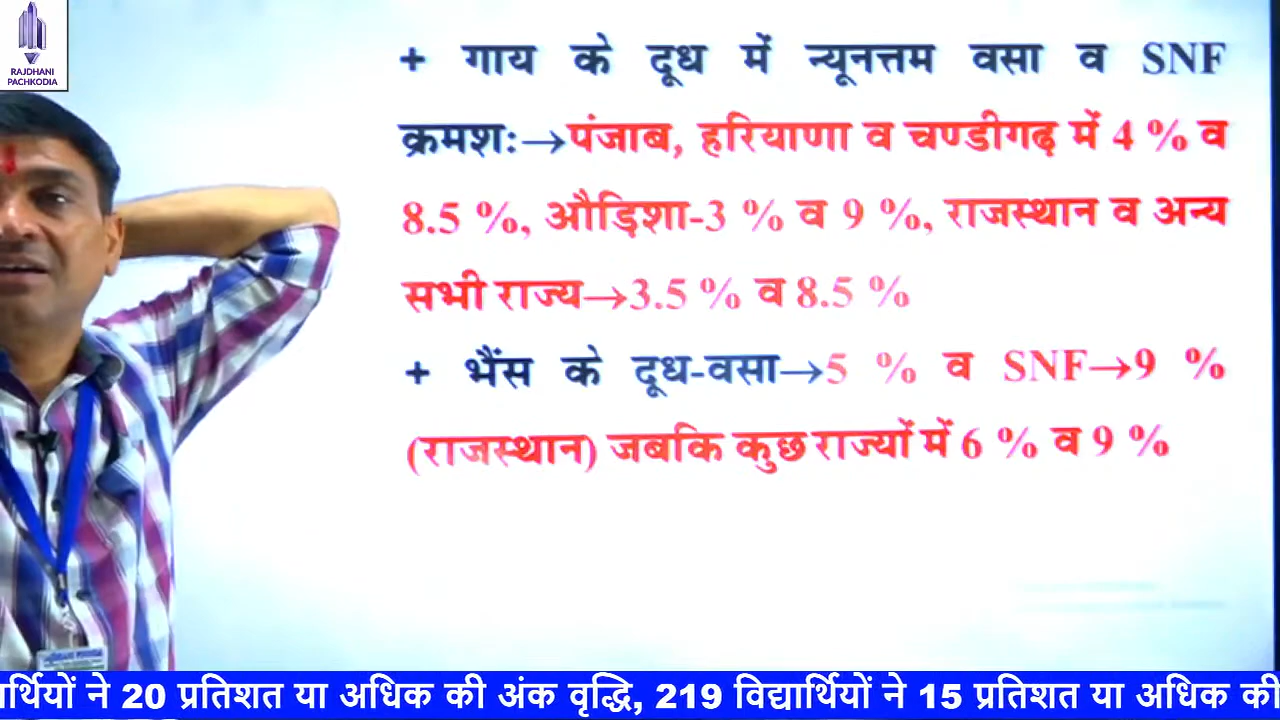 RAJDHANI
PACHKODIA
+ गाय के दूध में न्यूनत्तम वसा व SNF
क्रमशः→पंजाब, हरियाणा व चण्डीगढ़ में 4 % व
8.5 %, औड़िशा-3 % व 9 %, राजस्थान व अन्य
सभी राज्य→3.5 % व 8.5 %
+ भैंस के दूध-वसा→5 % व SNF→9 %
(राजस्थान) जबकि कुछ राज्यों में 6 % व 9 %
र्थियों ने 20 प्रतिशत या अधिक की अंक वृद्धि, 219 विद्यार्थियों ने 15 प्रतिशत या अधिक की